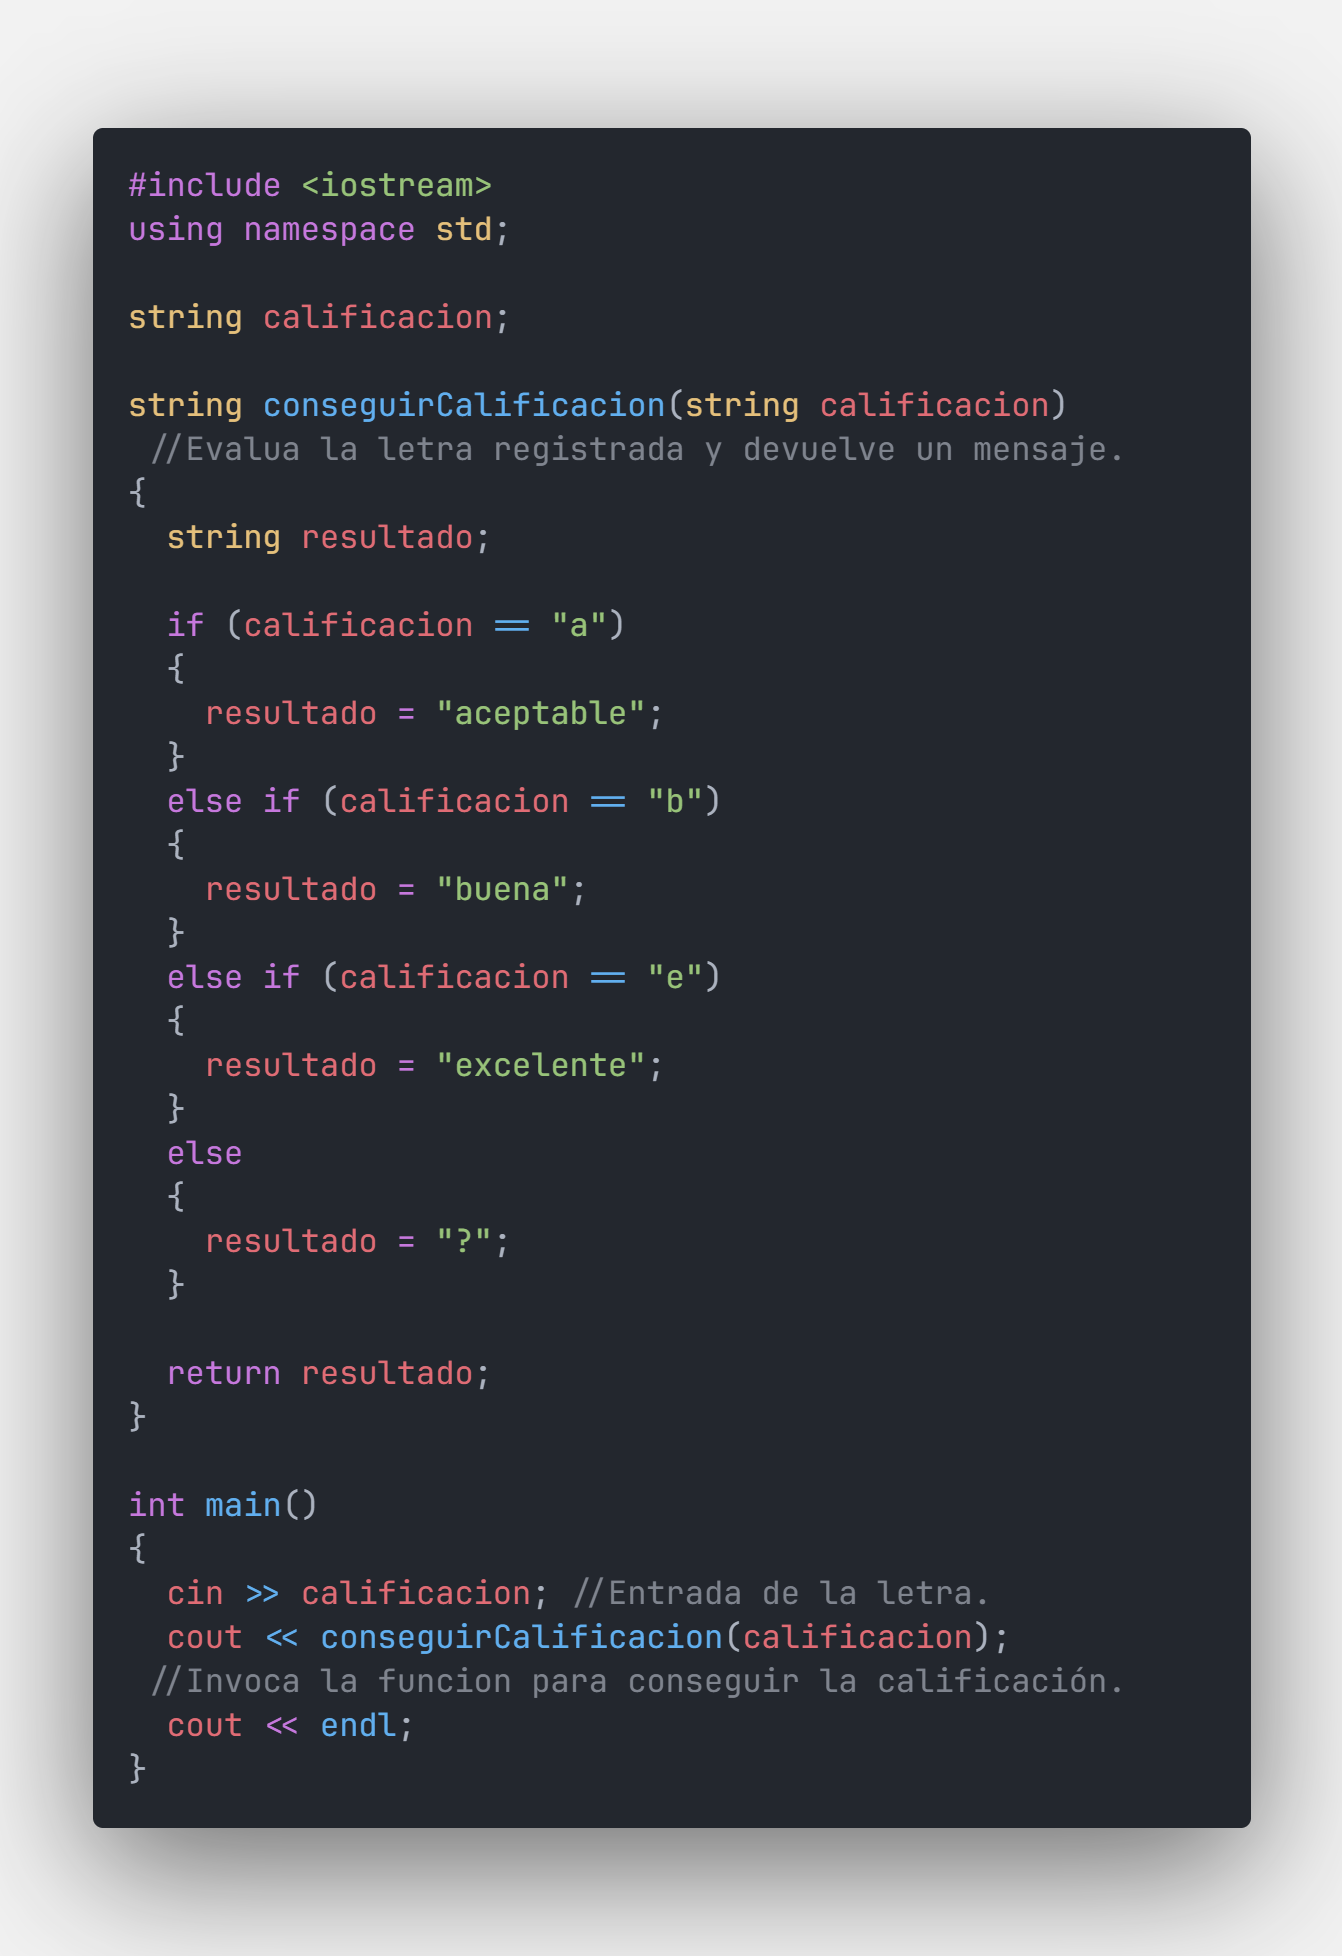 #include <iostream>
using namespace std;
string calificacion;
string conseguirCalificacion(string calificacion)
//Evalua la letra registrada y devuelve un mensaje.
{
string resultado;
if (calificacion == "a")
{
resultado = "aceptable";
}
else if (calificacion == "b")
{
resultado = "buena";
}
else if (calificacion == "e")
{
resultado = "excelente";
}
else
{
resultado = "?";
}
return resultado;
}
int main()
{
cin >> calificacion; //Entrada de la letra.
cout << conseguirCalificacion(calificacion);
//Invoca la funcion para conseguir la calificación.
cout << endl;
}